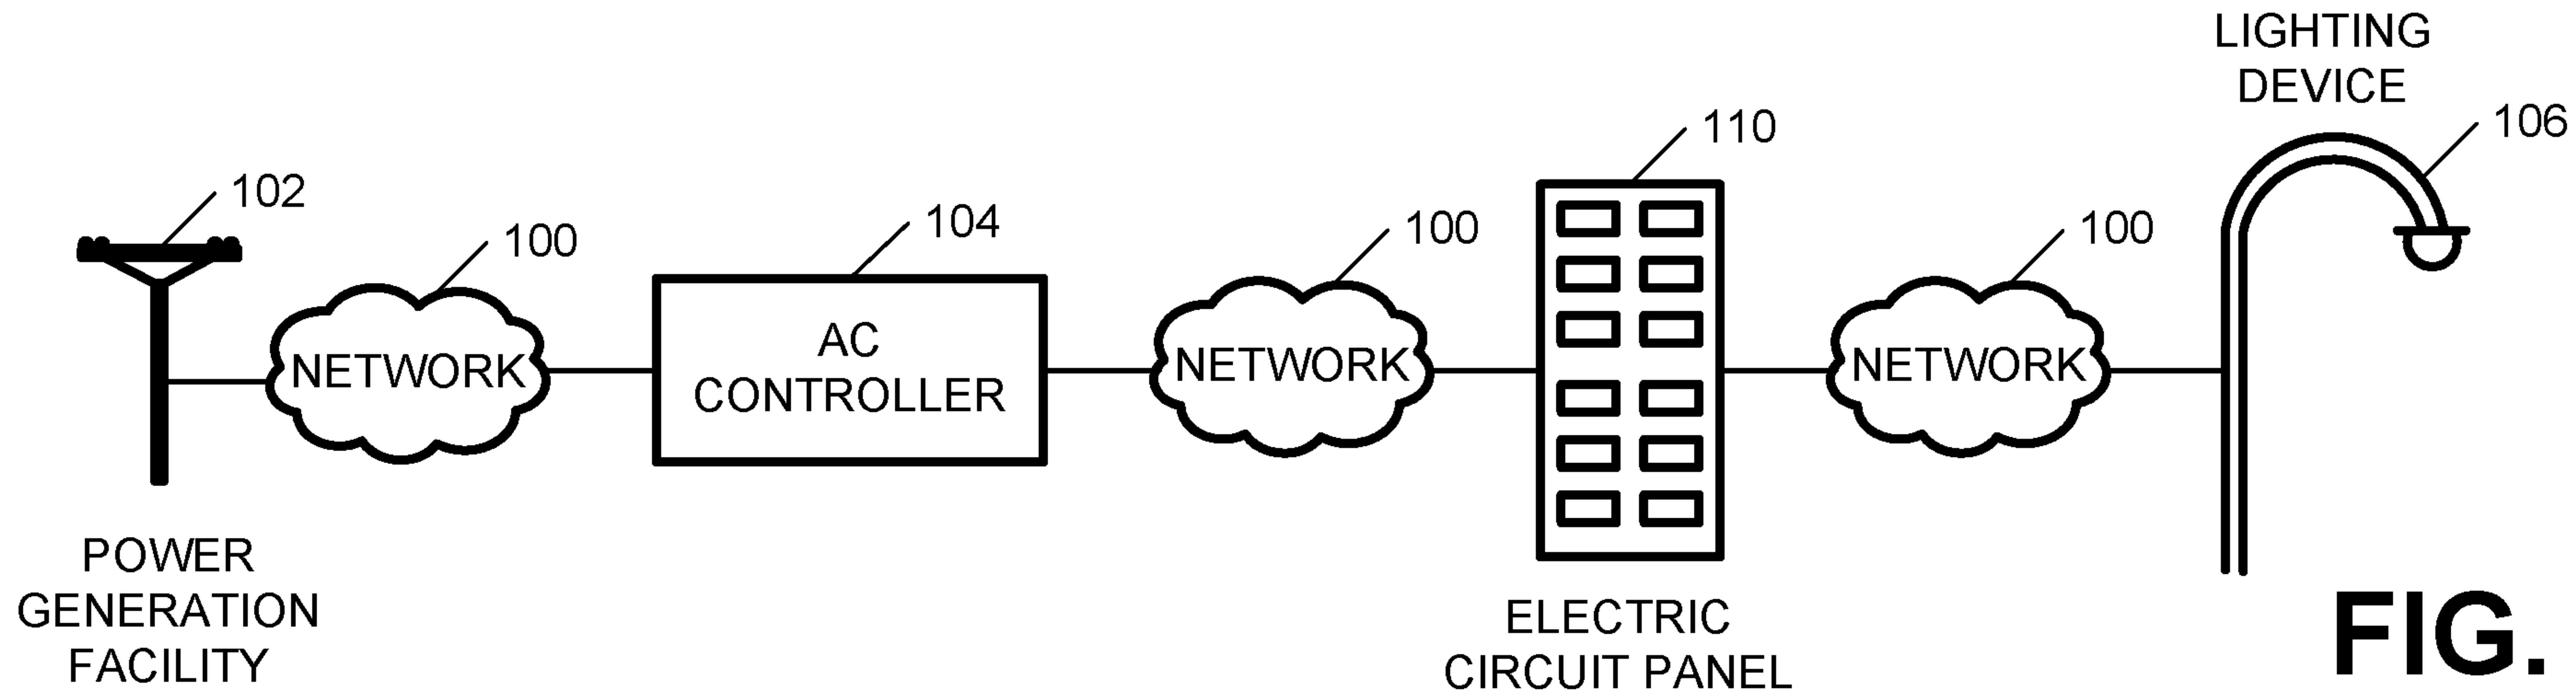 LIGHTING
DEVICE
106
110
102
104
100
100
100
AC
CONTROLLER
NETWORK
NETWORK
NETWORK
POWER
GENERATION
FACILITY
ELECTRIC
CIRCUIT PANEL
FIG.